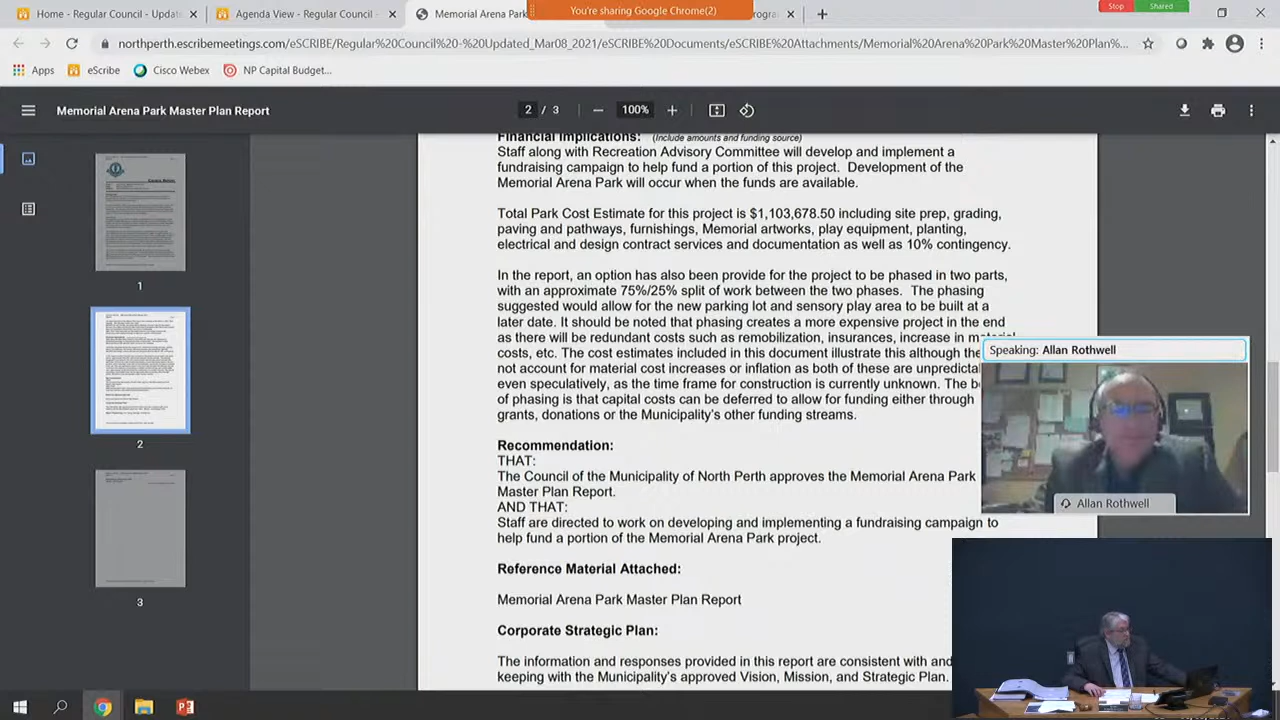 Home - Regular Council - Updat
Agenda View - Regular Council -
Memorial Arena Park
You're sharing Google Chrome(2)
Stop
Shared
northperth.escribemeetings.com/eSCRIBE/Regular%20Council%20-%20Updated_Mar08_2021/eSCRIBE%20Documents/eSCRIBE%20Attachments/Memorial%20Arena%20Park%20Master%20Plan%...
Apps
eScribe
Cisco Webex
NP Capital Budget...
Memorial Arena Park Master Plan Report
2 / 3
100%
Financial Implications: (Include amounts and funding source)
Staff along with Recreation Advisory Committee will develop and implement a
fundraising campaign to help fund a portion of this project. Development of the
Memorial Arena Park will occur when the funds are available.
Total Park Cost Estimate for this project is $1,103,678.50 including site prep, grading,
paving and pathways, furnishings, Memorial artworks, play equipment, planting,
electrical and design contract services and documentation as well as 10% contingency.
In the report, an option has also been provide for the project to be phased in two parts,
with an approximate 75%/25% split of work between the two phases. The phasing
suggested would allow for the new parking lot and sensory play area to be built at a
later date. It should be noted that phasing creates a more expensive project in the end
as there will be redundant costs such as remobilization, insurances, increase in material
costs, etc. The cost estimates included in this document illustrate this although the
not account for material cost increases or inflation as both of these are unpredictal
even speculatively, as the time frame for construction is currently unknown. The b
of phasing is that capital costs can be deferred to allow for funding either through
grants, donations or the Municipality's other funding streams.
Recommendation:
THAT:
The Council of the Municipality of North Perth approves the Memorial Arena Park
Master Plan Report.
AND THAT:
Staff are directed to work on developing and implementing a fundraising campaign to
help fund a portion of the Memorial Arena Park project.
Reference Material Attached:
Memorial Arena Park Master Plan Report
Corporate Strategic Plan:
The information and responses provided in this report are consistent with and
keeping with the Municipality's approved Vision, Mission, and Strategic Plan.
1
2
3
Speaking: Allan Rothwell
Allan Rothwell